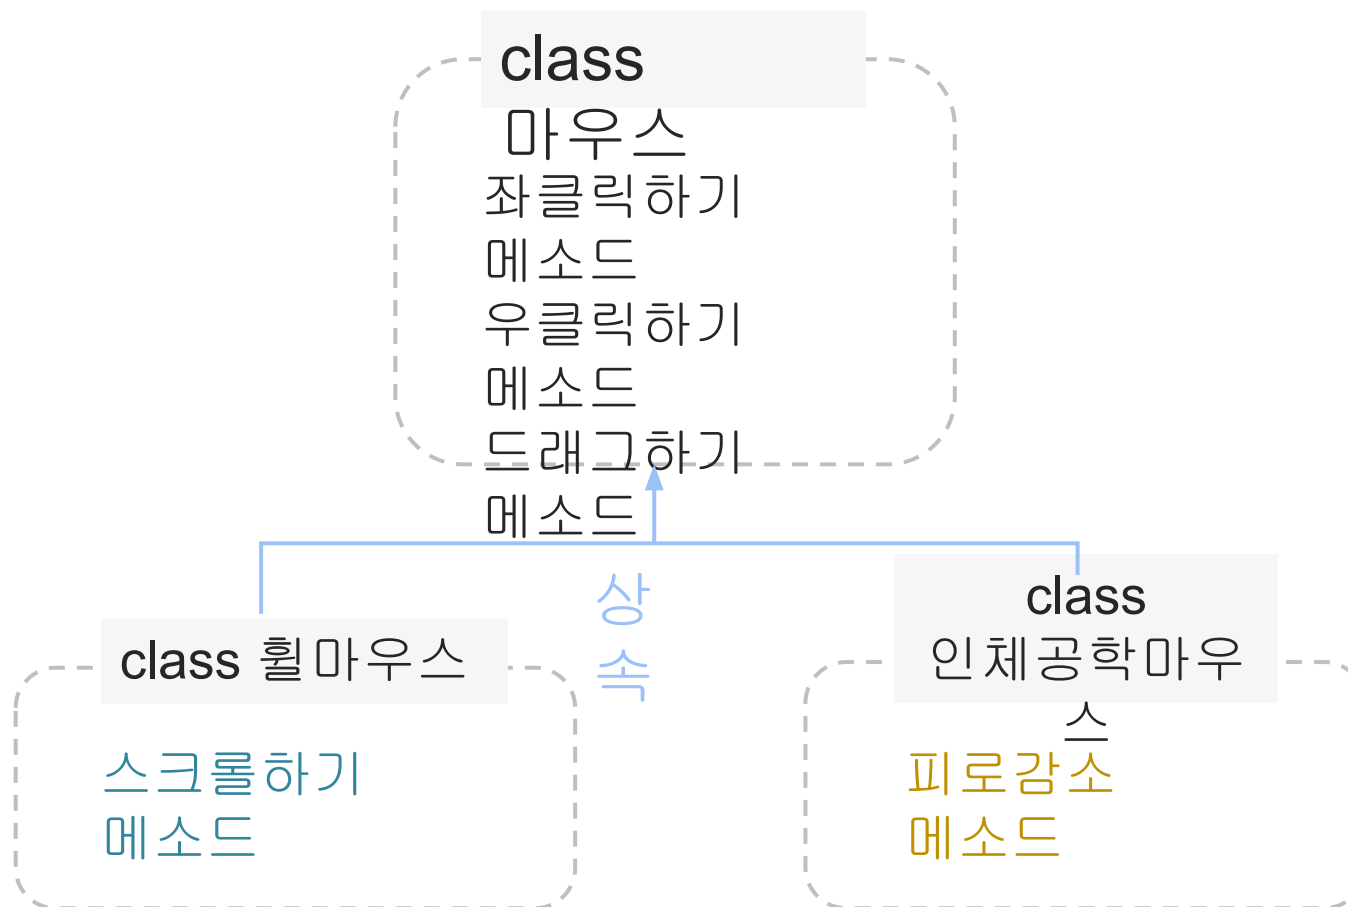 class
마우스
좌클릭하기
메소드
우클릭하기
메소드
드래그하기
메소드
상
속
class 휠마우스
스크롤하기
메소드
class
인체공학마우
스
피로감소
메소드